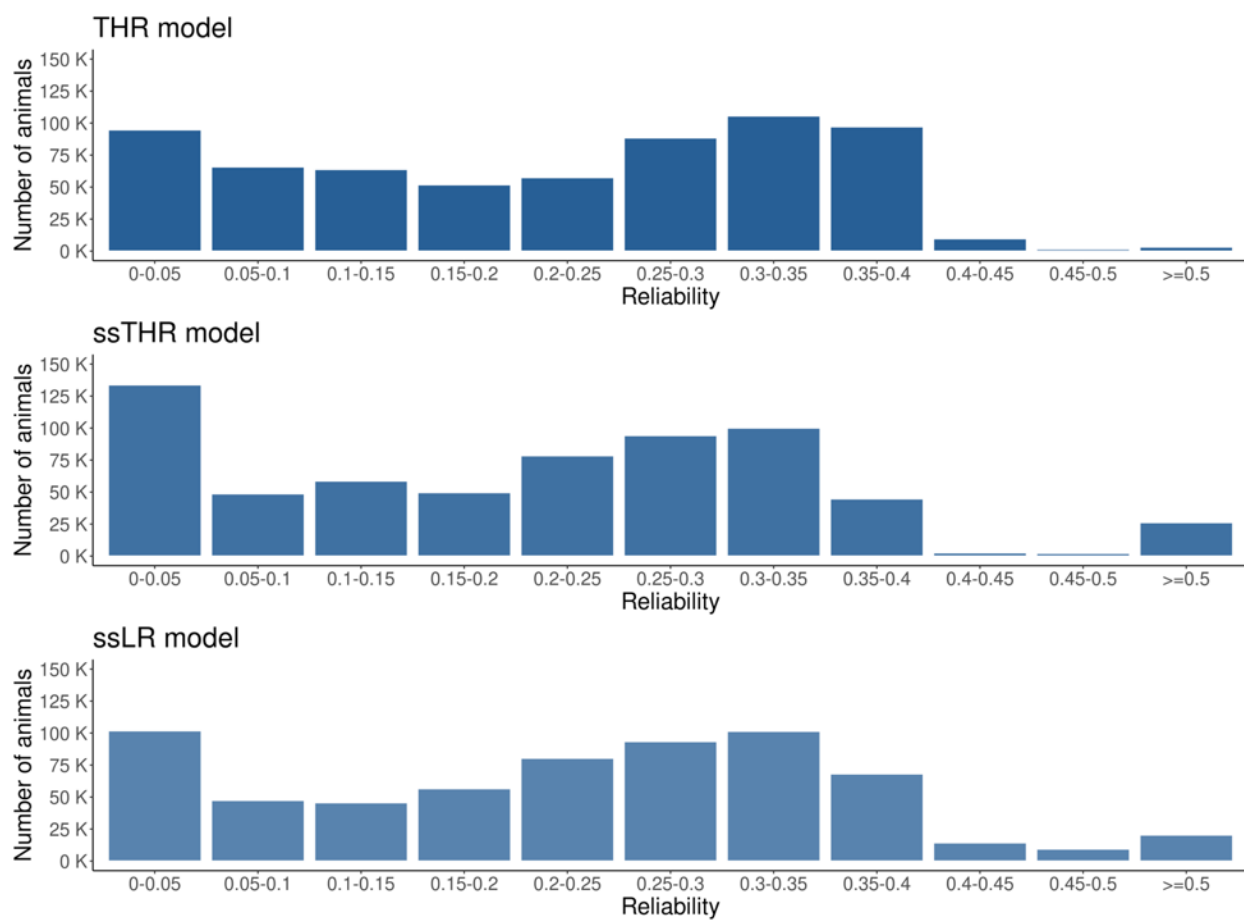 THR model
Number of animals
150 K
125 K
100 K
75 K
50 K
25 K
0 K
0-0.05 0.05-0.1 0.1-0.15 0.15-0.2 0.2-0.25 0.25-0.3 0.3-0.35 0.35-0.4 0.4-0.45 0.45-0.5 >=0.5
Reliability
ssTHR model
Number of animals
150 K
125 K
100 K
75 K
50 K
25 K
0 K
0-0.05 0.05-0.1 0.1-0.15 0.15-0.2 0.2-0.25 0.25-0.3 0.3-0.35 0.35-0.4 0.4-0.45 0.45-0.5 >=0.5
Reliability
ssLR model
Number of animals
150 K
125 K
100 K
75 K
50 K
25 K
0 K
0-0.05 0.05-0.1 0.1-0.15 0.15-0.2 0.2-0.25 0.25-0.3 0.3-0.35 0.35-0.4 0.4-0.45 0.45-0.5 >=0.5
Reliability